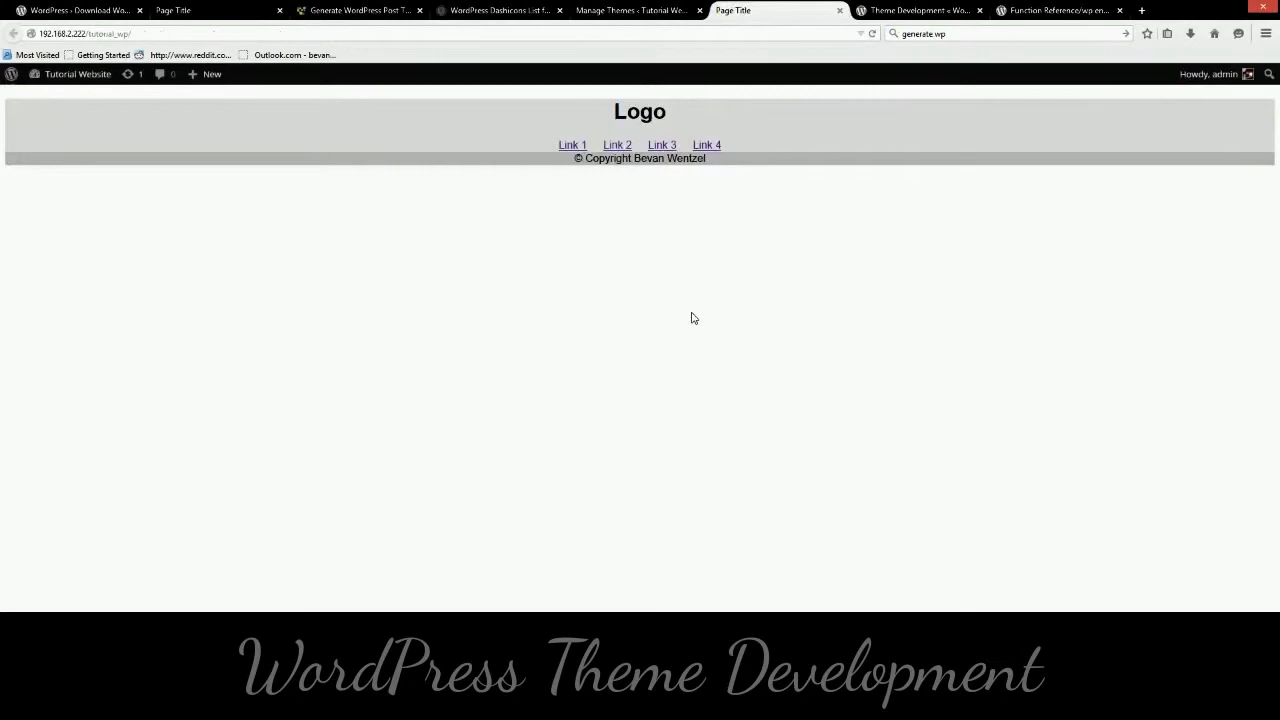 WordPress › Download Wo...
Page Title
Generate WordPress Post T...
WordPress Dashicons List f...
Manage Themes ‹ Tutorial We...
Page Title
Theme Development « Wo...
Function Reference/wp en...
192.168.2.222/tutorial_wp/
generate wp
Most Visited
Getting Started
http://www.reddit.co...
Outlook.com - bevan...
Tutorial Website
1
0
New
Howdy, admin
Logo
Link 1 Link 2 Link 3 Link 4
© Copyright Bevan Wentzel
WordPress Theme Development